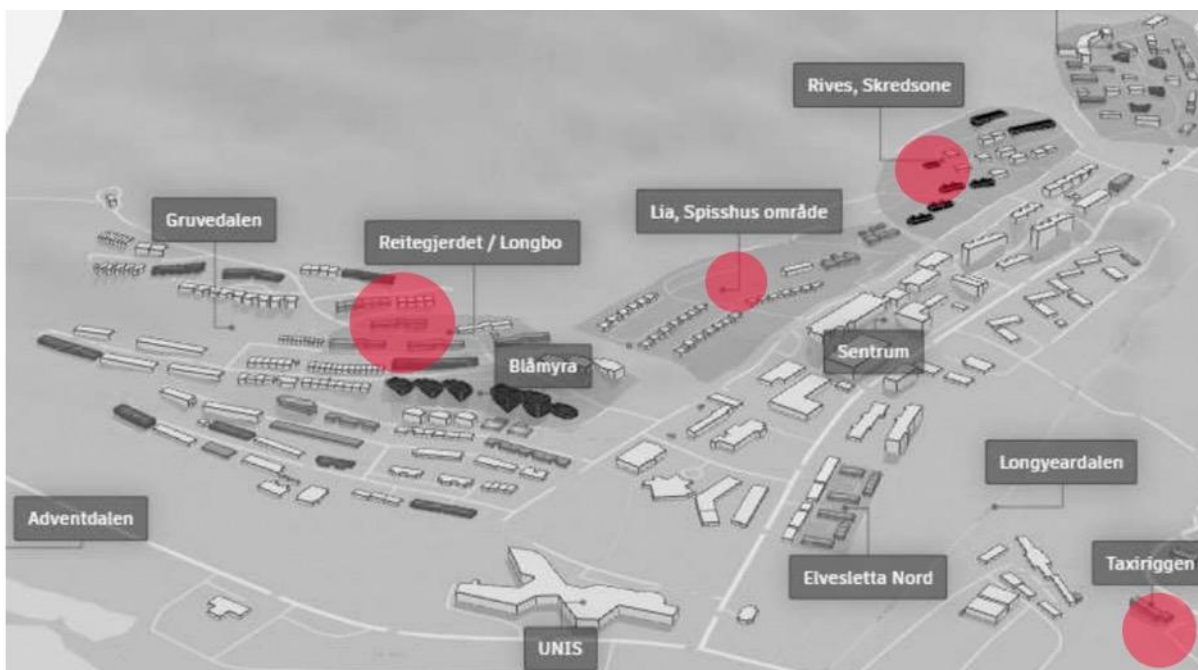 Rives, Skredsone
Gruvedalen
Reitegjerdet / Longbo
Lia, Spisshus område
Blåmyra
Sentrum
Longyeardalen
Adventdalen
Elvesletta Nord
Taxiriggen
UNIS